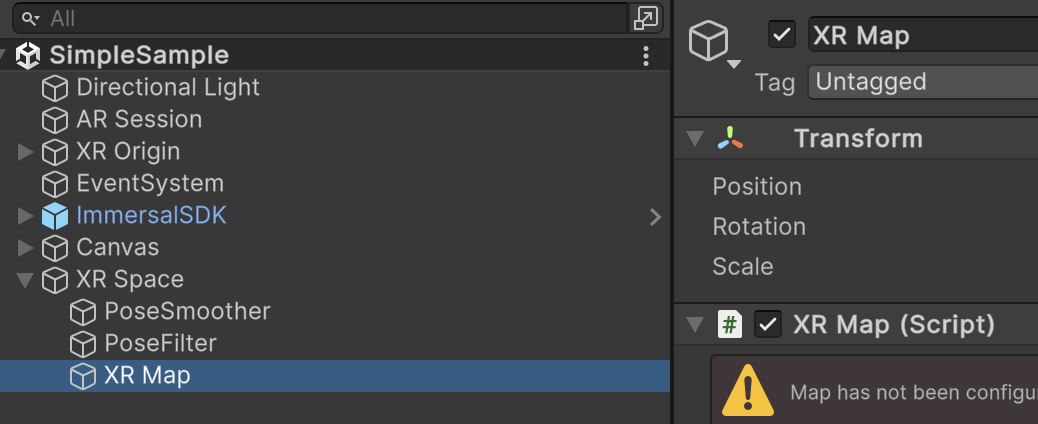 All
SimpleSample
Directional Light
AR Session
XR Origin
EventSystem
ImmersalSDK
Canvas
XR Space
PoseSmoother
PoseFilter
XR Map
XR Map
Tag Untagged
Transform
Position
Rotation
Scale
# XR Map (Script)
Map has not been